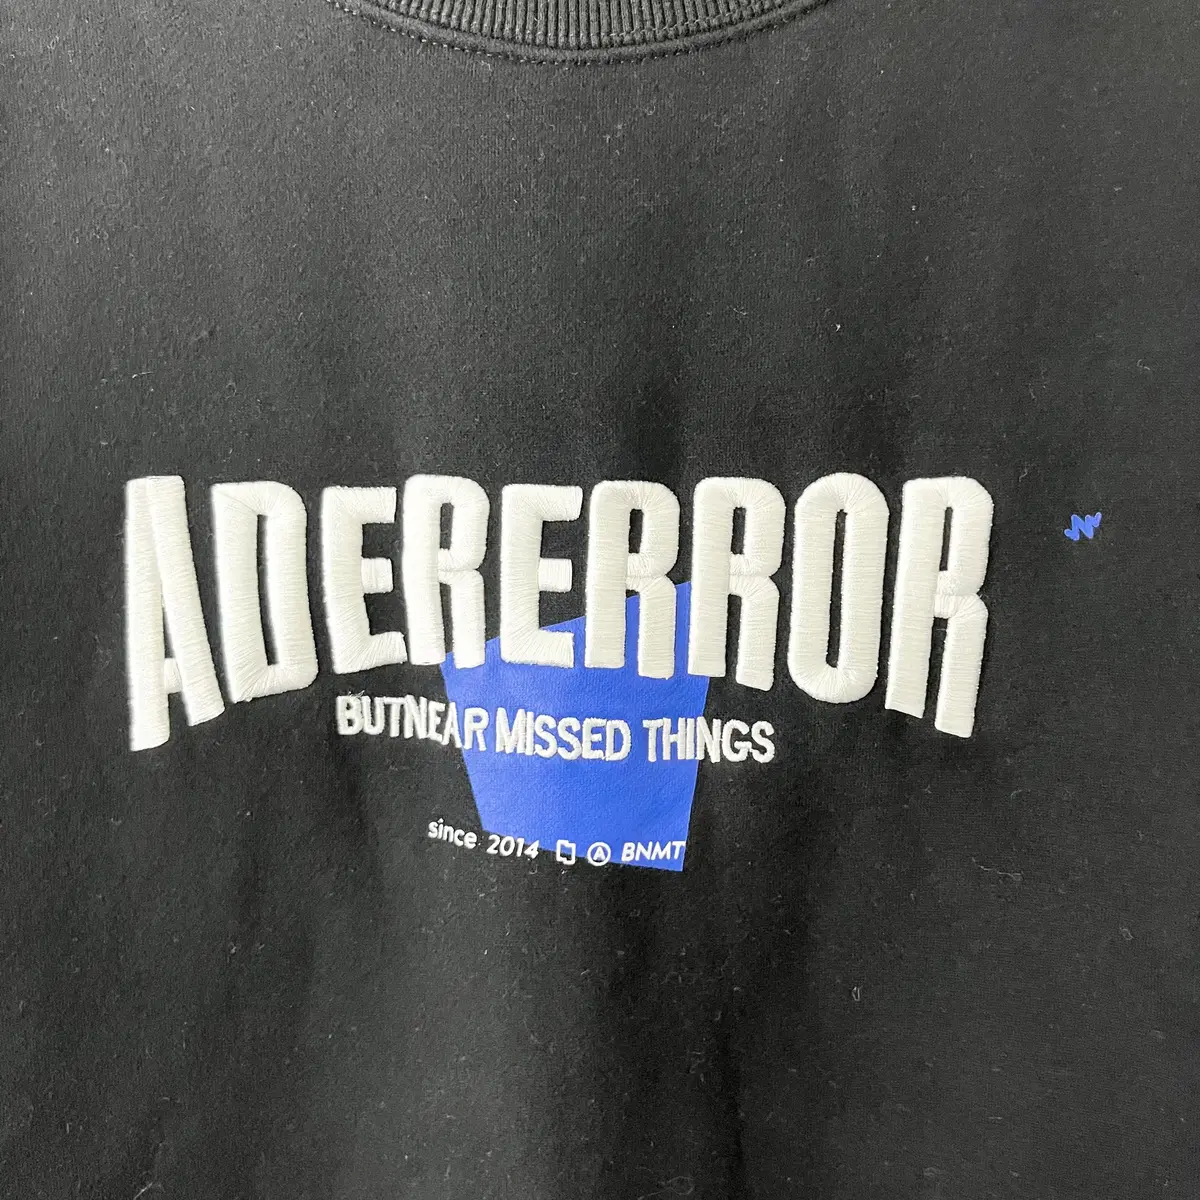 ADERERROR
BUTNEAR MISSED THINGS
since 2014 Ⓐ BNMT